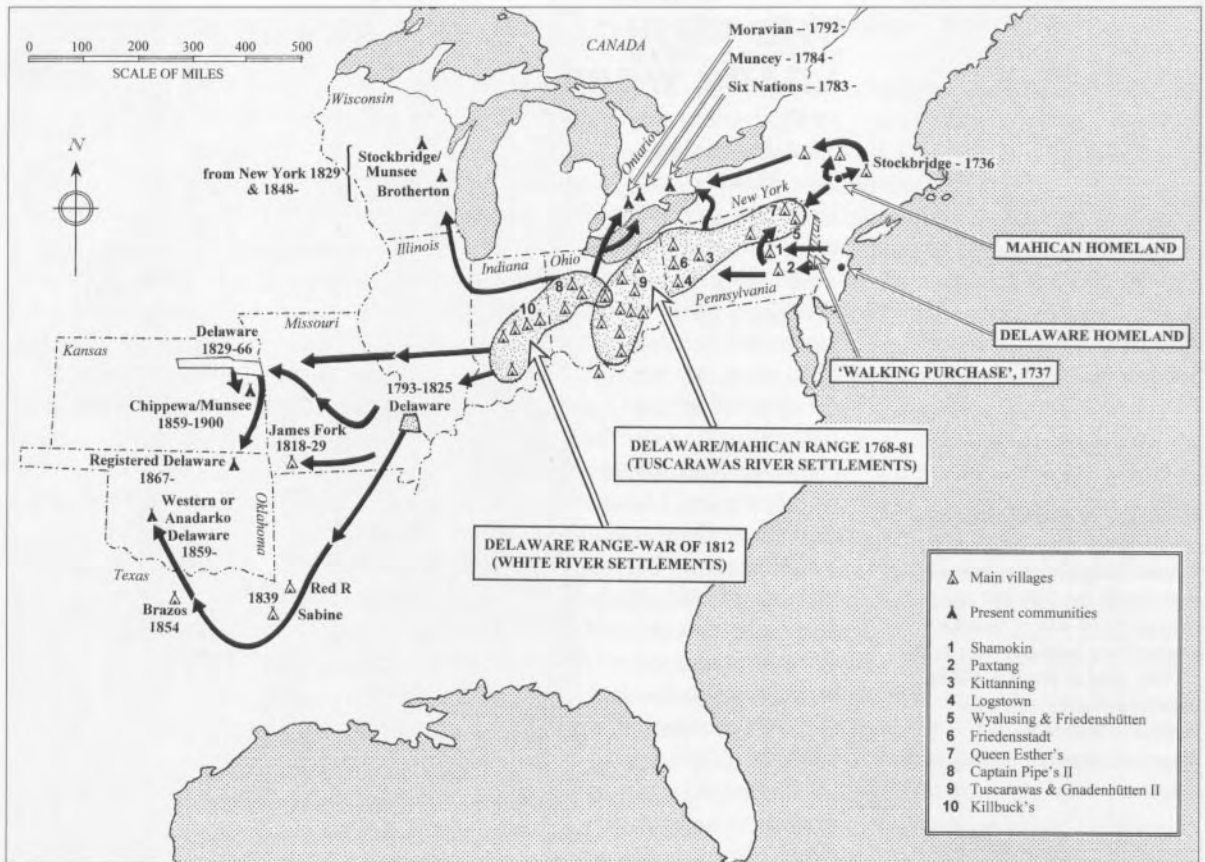 0 100 200 300 400 500
SCALE OF MILES
N
CANADA
Moravian – 1792-
Muncey - 1784 -
Six Nations – 1783 -
Wisconsin
Ontario
Stockbridge - 1736
from New York 1829
& 1848-
Stockbridge/
Munsee
Brotherton
New York
7
5
MAHICAN HOMELAND
Illinois
Indiana
Ohio
8
9
6
3
4
1
2
Pennsylvania
10
DELAWARE HOMELAND
'WALKING PURCHASE', 1737
Missouri
Delaware
1829-66
Kansas
1793-1825
Delaware
Chippewa/Munsee
1859-1900
James Fork
1818-29
DELAWARE/MAHICAN RANGE 1768-81
(TUSCARAWAS RIVER SETTLEMENTS)
Registered Delaware
1867-
Western or
Anadarko
Delaware
1859-
Oklahoma
DELAWARE RANGE-WAR OF 1812
(WHITE RIVER SETTLEMENTS)
Texas
Brazos
1854
1839
Red R
Sabine
Main villages
Present communities
1 Shamokin
2 Paxtang
3 Kittanning
4 Logstown
5 Wyalusing & Friedenshütten
6 Friedensstadt
7 Queen Esther's
8 Captain Pipe's II
9 Tuscarawas & Gnadenhütten II
10 Killbuck's